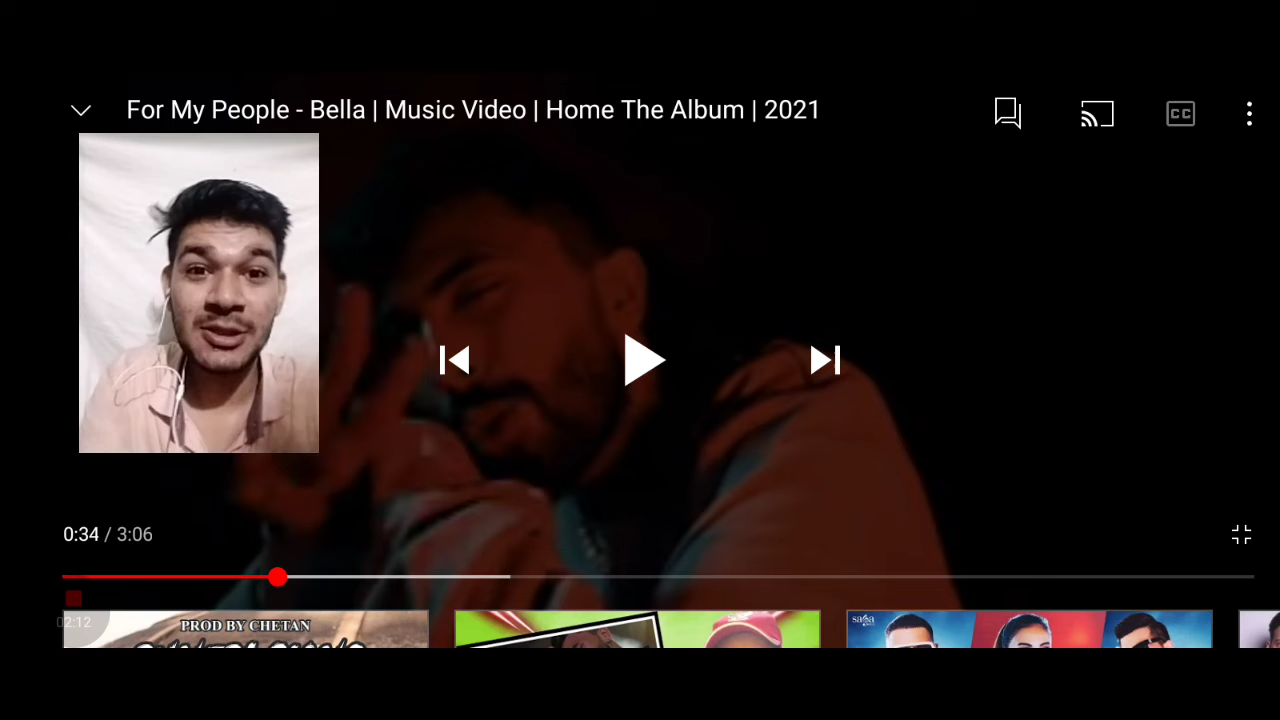 For My People - Bella | Music Video | Home The Album | 2021
CC
0:34 / 3:06
02:12
PROD BY CHETAN
saga